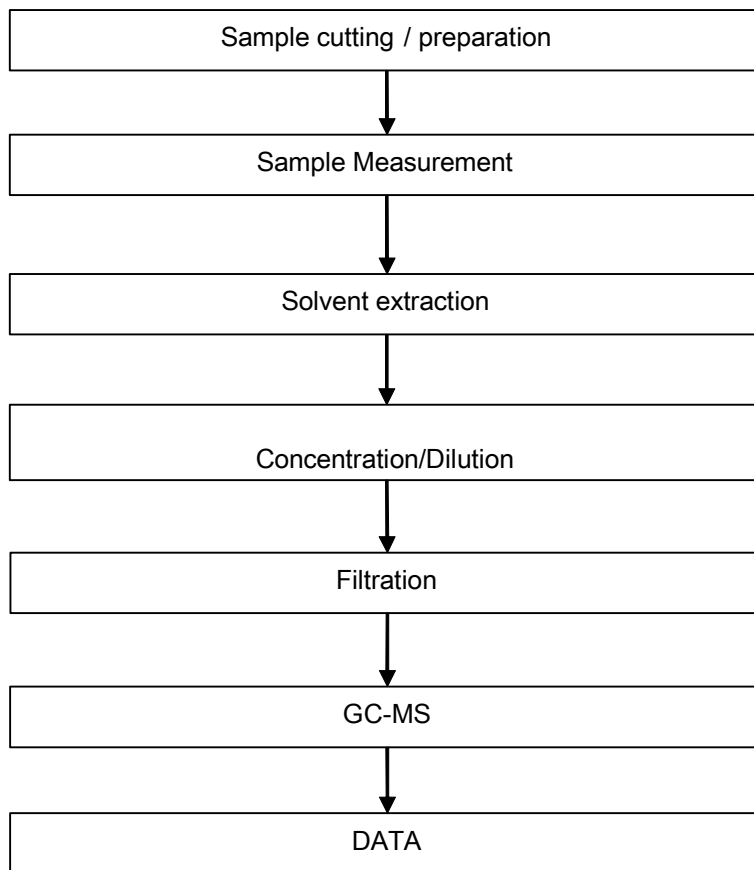 Sample cutting / preparation
Sample Measurement
Solvent extraction
Concentration/Dilution
Filtration
GC-MS
DATA